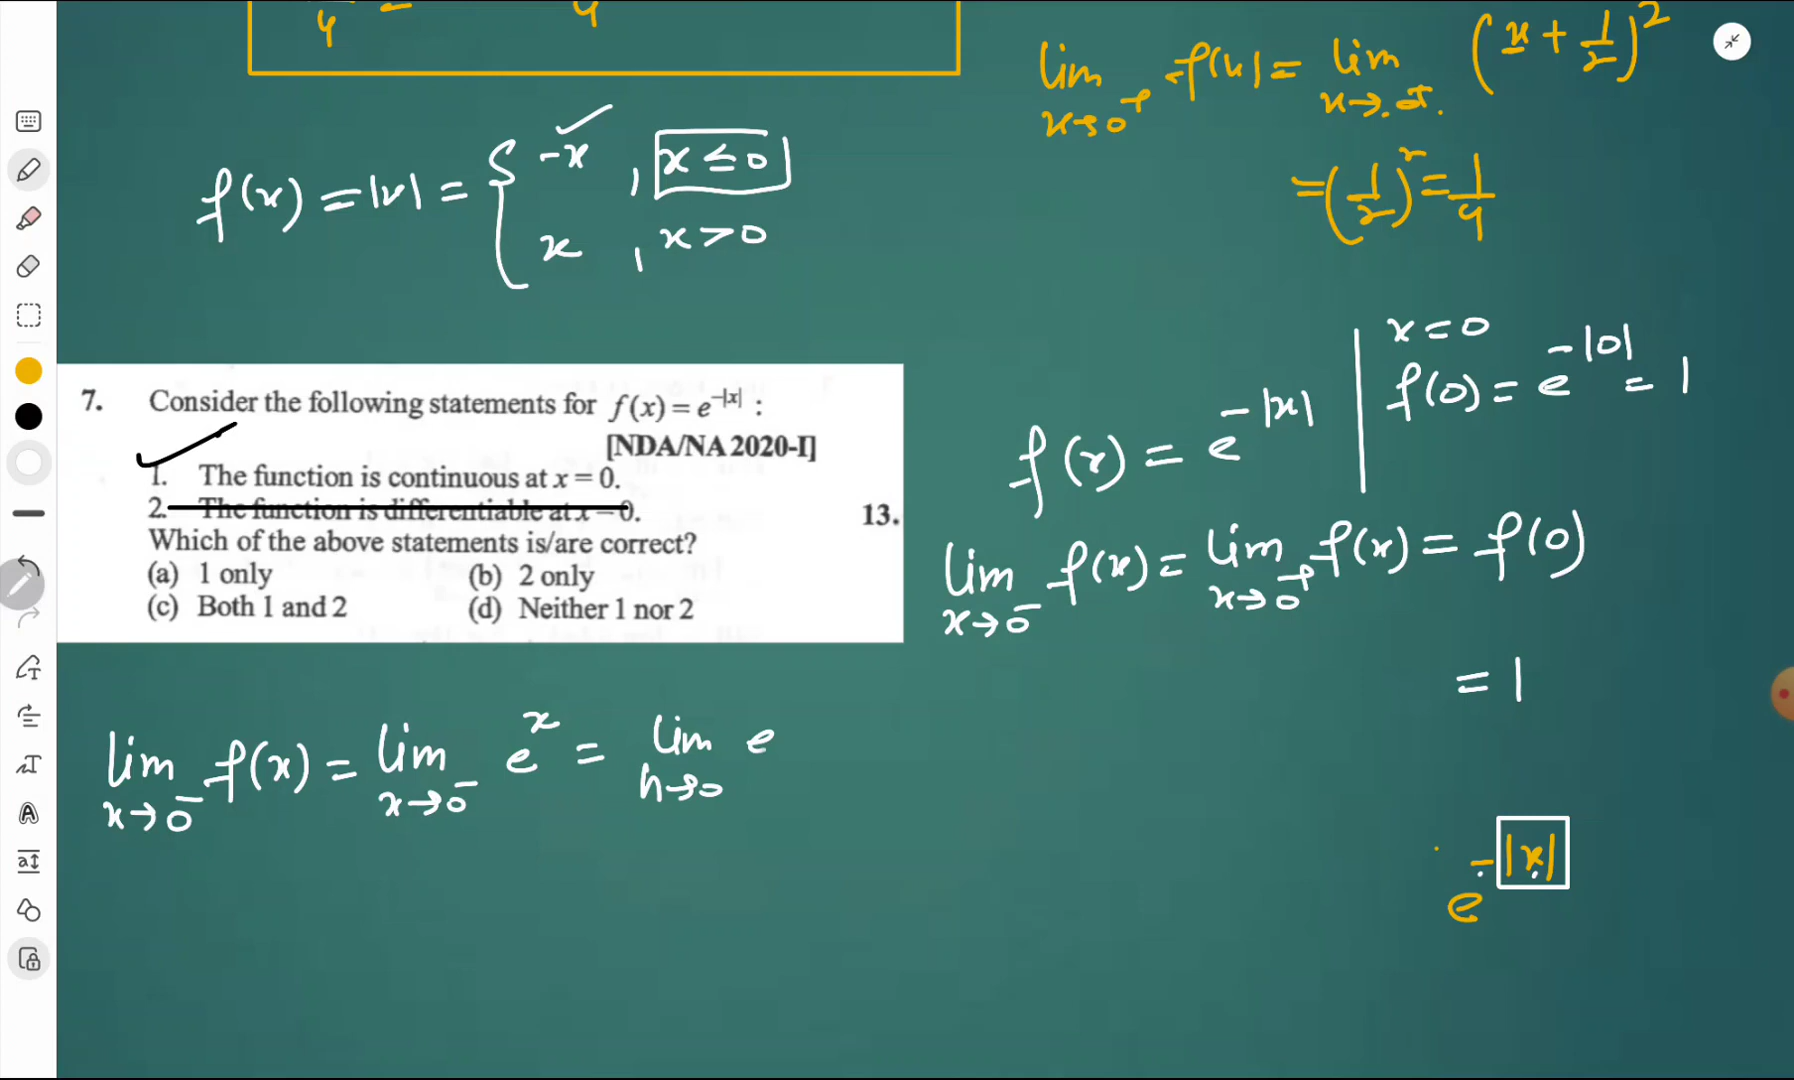 4 4
lim x→0⁺ f(x) = lim x→0⁺. (x + 1/2)²
= (1/2)² = 1/4
f(x) = |x| = { -x , x ≤ 0
x , x > 0
7. Consider the following statements for f(x) = e^-|x| :
[NDA/NA 2020-I]
1. The function is continuous at x = 0.
2. The function is differentiable at x = 0.
13.
Which of the above statements is/are correct?
(a) 1 only (b) 2 only
(c) Both 1 and 2 (d) Neither 1 nor 2
x = 0
f(0) = e^-|0| = 1
f(x) = e^-|x|
lim x→0⁻ f(x) = lim x→0⁺ f(x) = f(0)
= 1
lim x→0⁻ f(x) = lim x→0⁻ e^x = lim h→0 e
e^-|x|